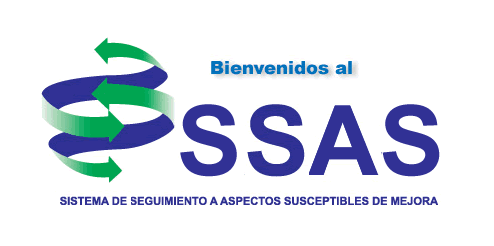 Bienvenidos al
SSAS
SISTEMA DE SEGUIMIENTO A ASPECTOS SUSCEPTIBLES DE MEJORA